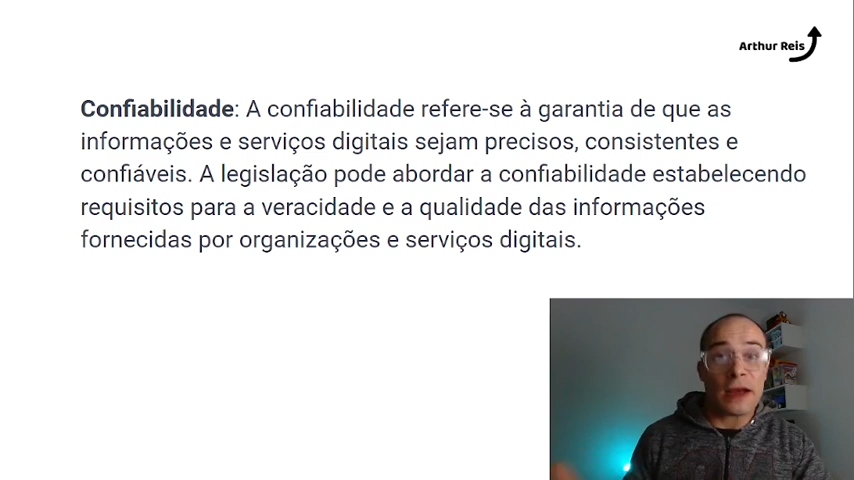 Arthur Reis
Confiabilidade: A confiabilidade refere-se à garantia de que as
informações e serviços digitais sejam precisos, consistentes e
confiáveis. A legislação pode abordar a confiabilidade estabelecendo
requisitos para a veracidade e a qualidade das informações
fornecidas por organizações e serviços digitais.